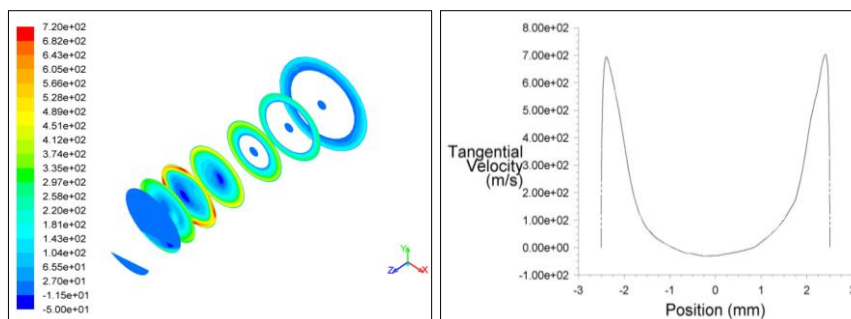 7.20e+02
6.82e+02
6.43e+02
6.05e+02
5.66e+02
5.28e+02
4.89e+02
4.51e+02
4.12e+02
3.74e+02
3.35e+02
2.97e+02
2.58e+02
2.20e+02
1.81e+02
1.43e+02
1.04e+02
6.55e+01
2.70e+01
-1.15e+01
-5.00e+01
Y
Z
X
8.00e+02
7.00e+02
6.00e+02
5.00e+02
4.00e+02
Tangential
Velocity
(m/s)
3.00e+02
2.00e+02
1.00e+02
0.00e+00
-1.00e+02
-3 -2 -1 0 1 2 3
Position (mm)